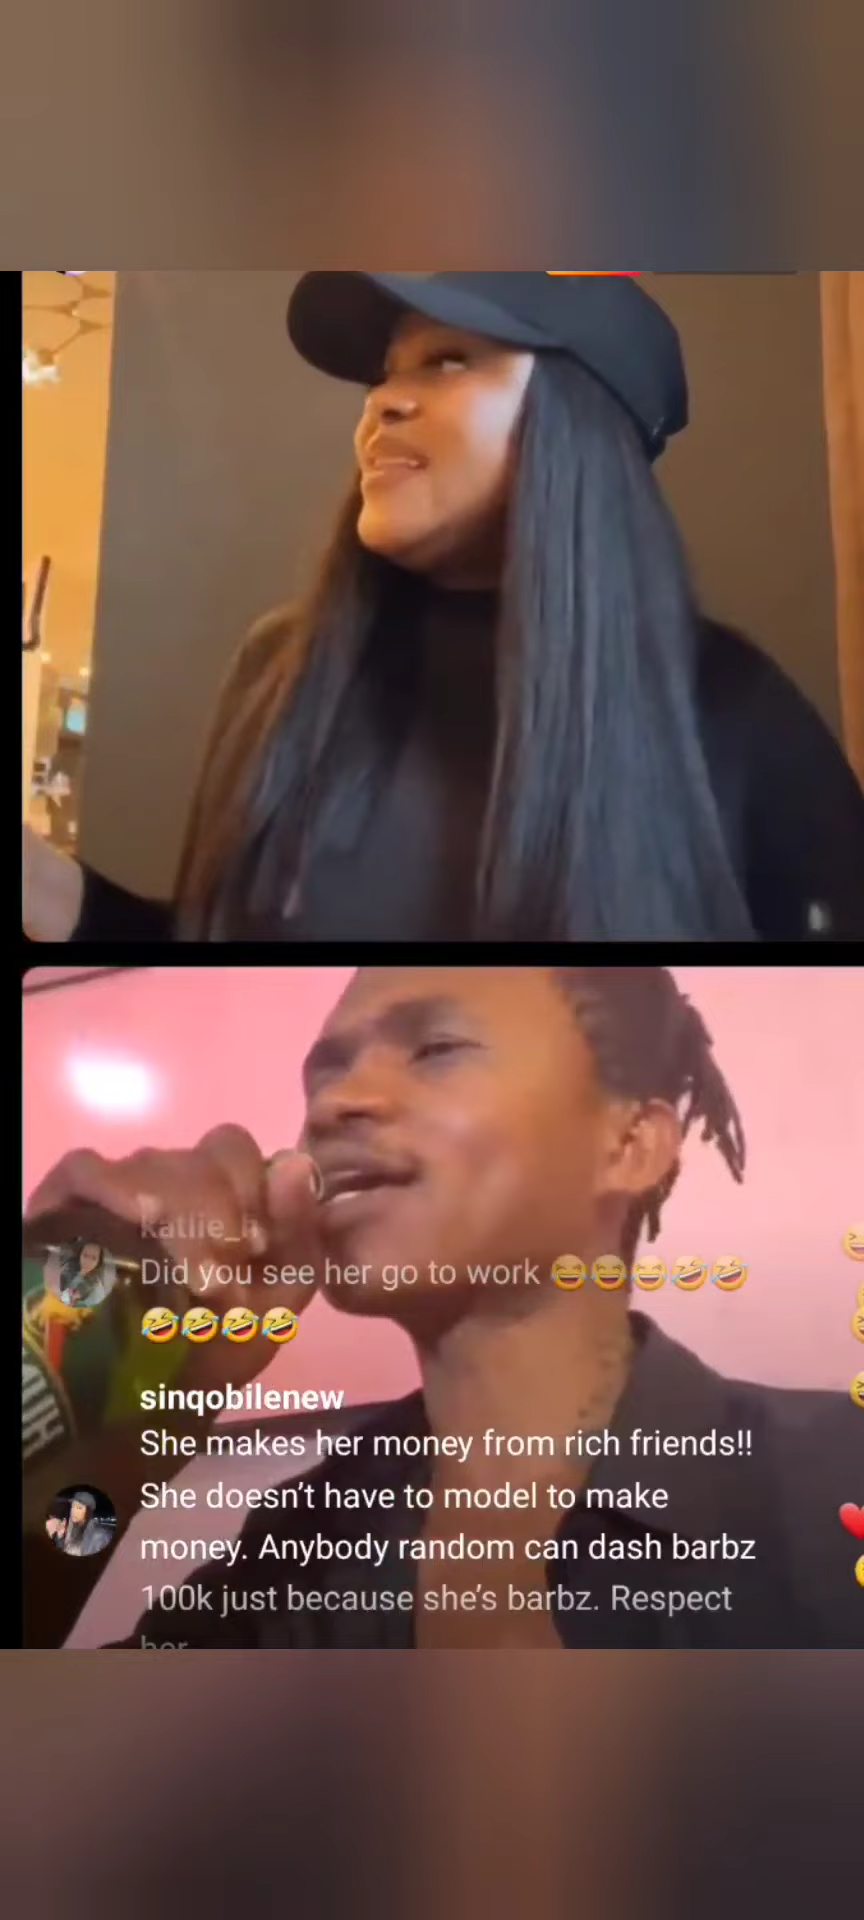 katlie_h
Did you see her go to work 😆😆😆🤣🤣
🤣🤣🤣🤣
sinqobilenew
She makes her money from rich friends!!
She doesn’t have to model to make
money. Anybody random can dash barbz
100k just because she’s barbz. Respect
her